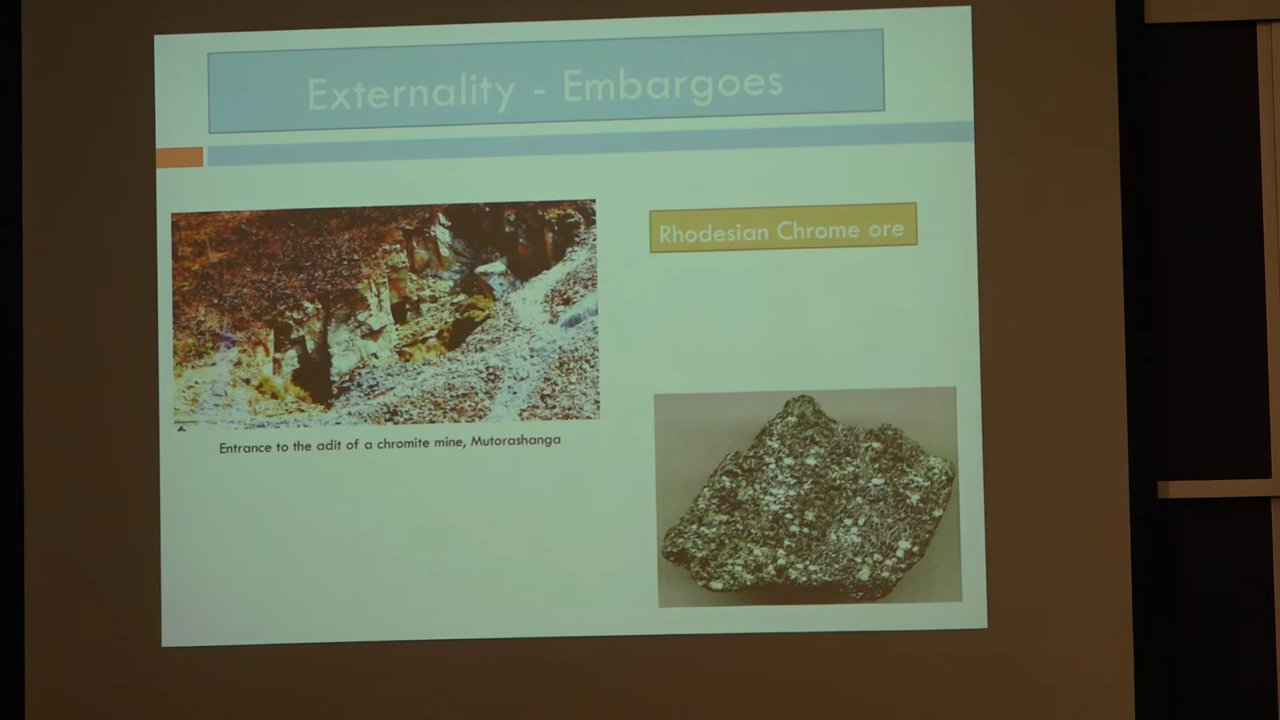 Externality - Embargoes
Rhodesian Chrome ore
Entrance to the adit of a chromite mine, Mutorashanga